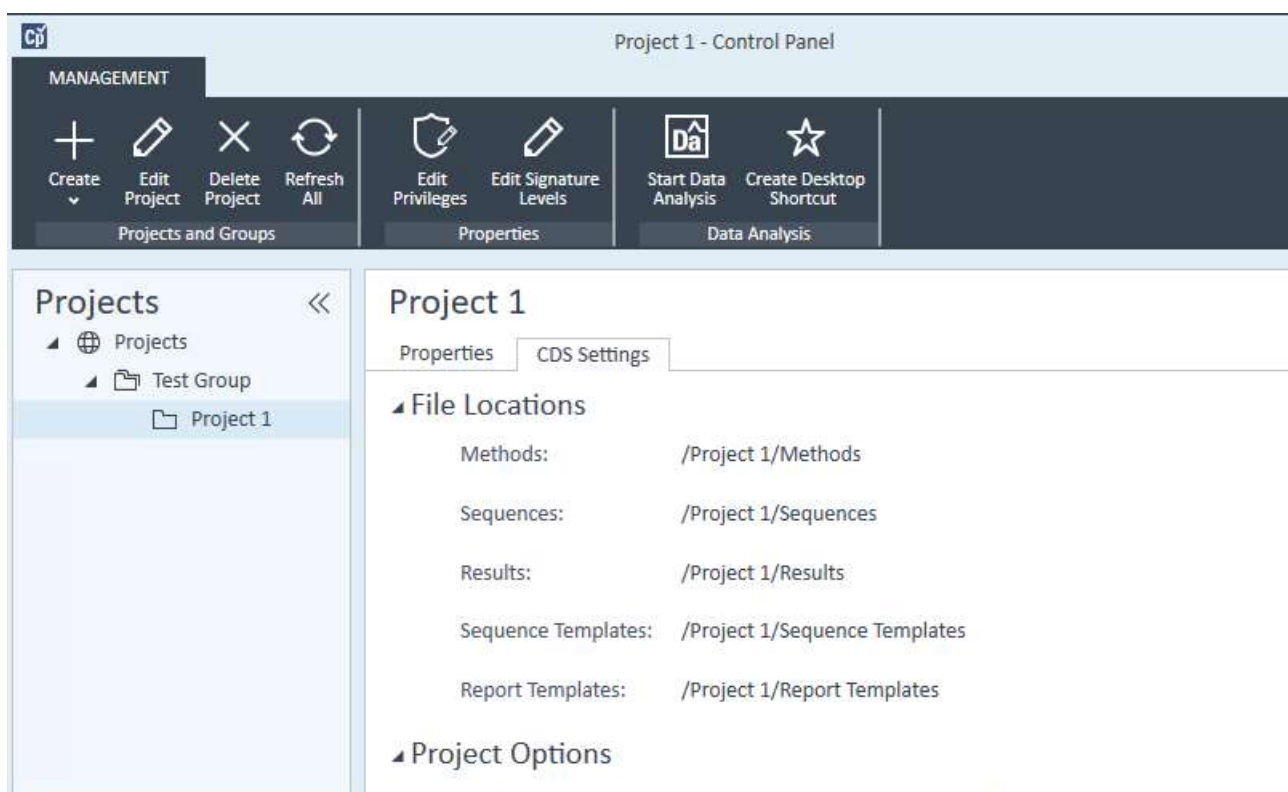 Cp
Project 1 - Control Panel
MANAGEMENT
Create
Edit Project
Delete Project
Refresh All
Projects and Groups
Edit Privileges
Edit Signature Levels
Properties
Da
Start Data Analysis
Create Desktop Shortcut
Data Analysis
Projects
Projects
Test Group
Project 1
Project 1
Properties
CDS Settings
File Locations
Methods: /Project 1/Methods
Sequences: /Project 1/Sequences
Results: /Project 1/Results
Sequence Templates: /Project 1/Sequence Templates
Report Templates: /Project 1/Report Templates
Project Options